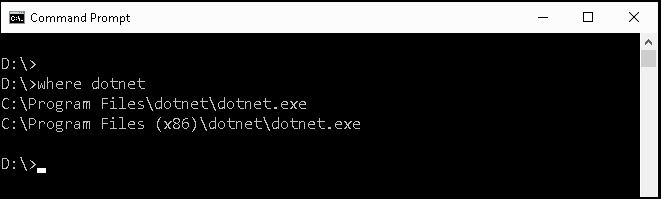 C:\.
Command Prompt
D:\>
D:\>where dotnet
C:\Program Files\dotnet\dotnet.exe
C:\Program Files (x86)\dotnet\dotnet.exe
D:\>